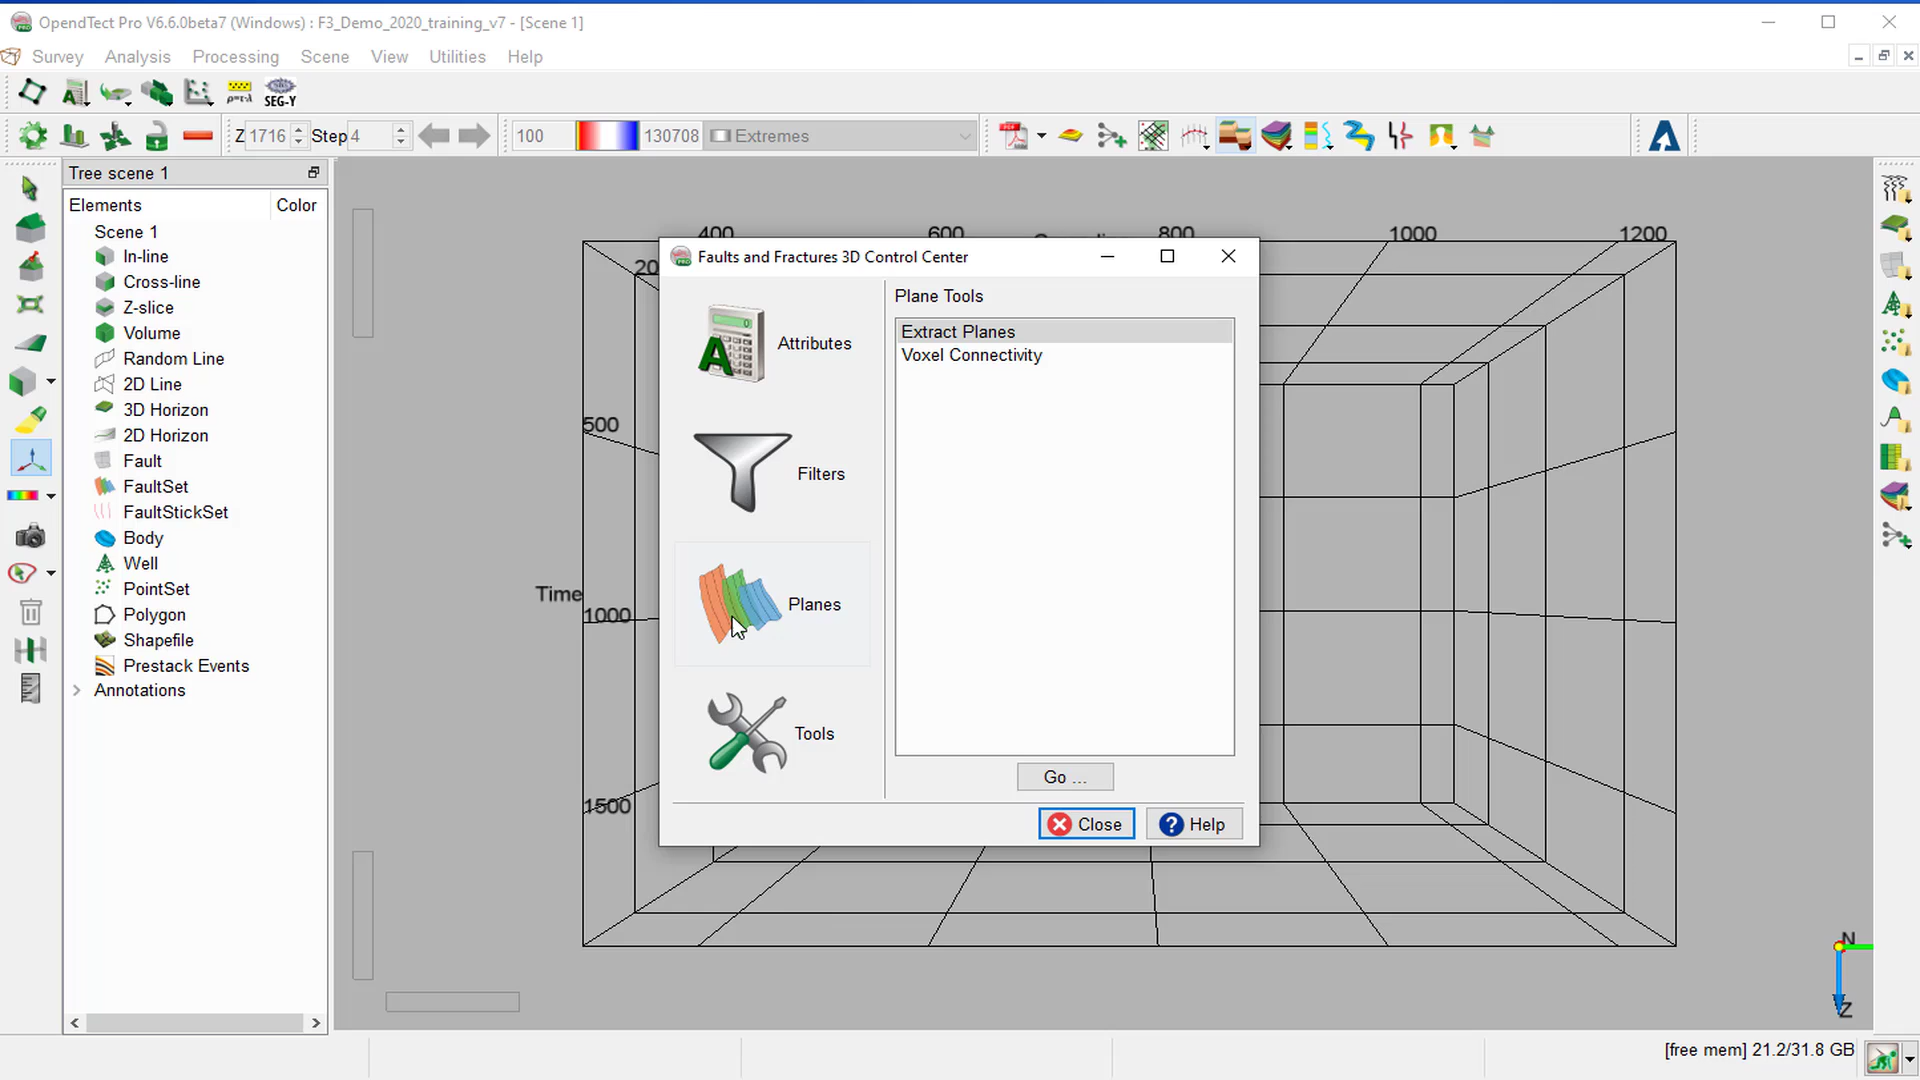 OpendTect Pro V6.6.0beta7 (Windows) : F3_Demo_2020_training_v7 - [Scene 1]
Survey Analysis Processing Scene View Utilities Help
SEG-Y
Z 1716 Step 4 100 130708 Extremes
Tree scene 1
Elements Color
Scene 1
In-line
Cross-line
Z-slice
Volume
Random Line
2D Line
3D Horizon
2D Horizon
Fault
FaultSet
FaultStickSet
Body
Well
PointSet
Polygon
Shapefile
Prestack Events
Annotations
400 600 800 1000 1200
20
500
Time
1000
1500
Faults and Fractures 3D Control Center
Attributes
Filters
Planes
Tools
Plane Tools
Extract Planes
Voxel Connectivity
Go ...
Close Help
N
Z
[free mem] 21.2/31.8 GB